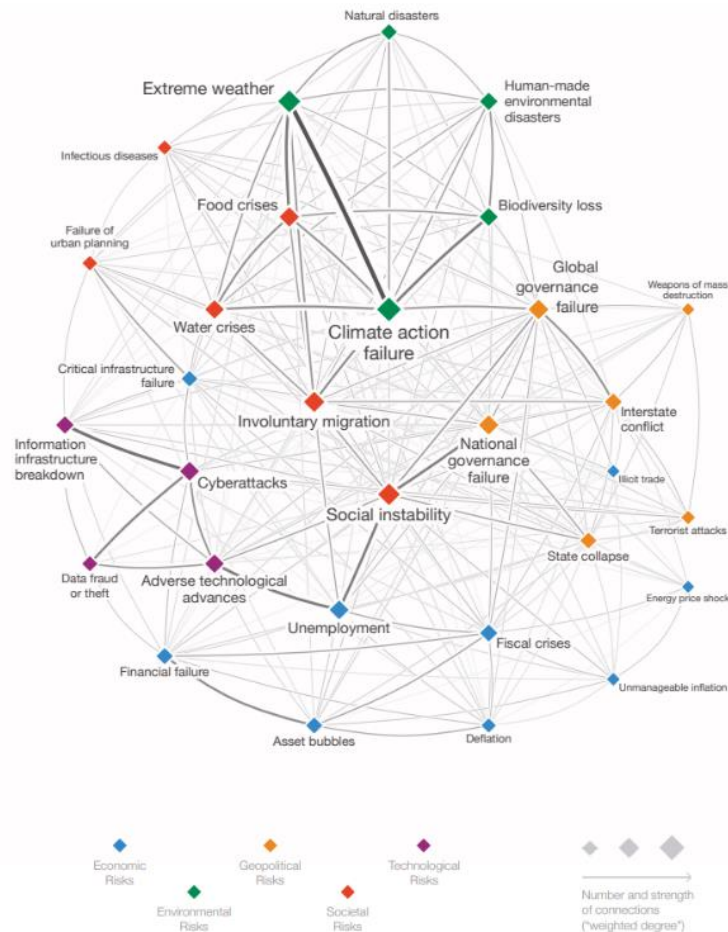 Natural disasters
Extreme weather
Human-made
environmental
disasters
Infectious diseases
Food crises
Biodiversity loss
Failure of
urban planning
Global
governance
failure
Weapons of mass
destruction
Water crises
Climate action
failure
Critical infrastructure
failure
Involuntary migration
National
governance
failure
Interstate
conflict
Information
infrastructure
breakdown
Cyberattacks
Illicit trade
Social instability
Terrorist attacks
State collapse
Data fraud
or theft
Adverse technological
advances
Energy price shock
Unemployment
Fiscal crises
Financial failure
Unmanageable inflation
Asset bubbles
Deflation
Economic
Risks
Geopolitical
Risks
Technological
Risks
Environmental
Risks
Societal
Risks
Number and strength
of connections
("weighted degree")